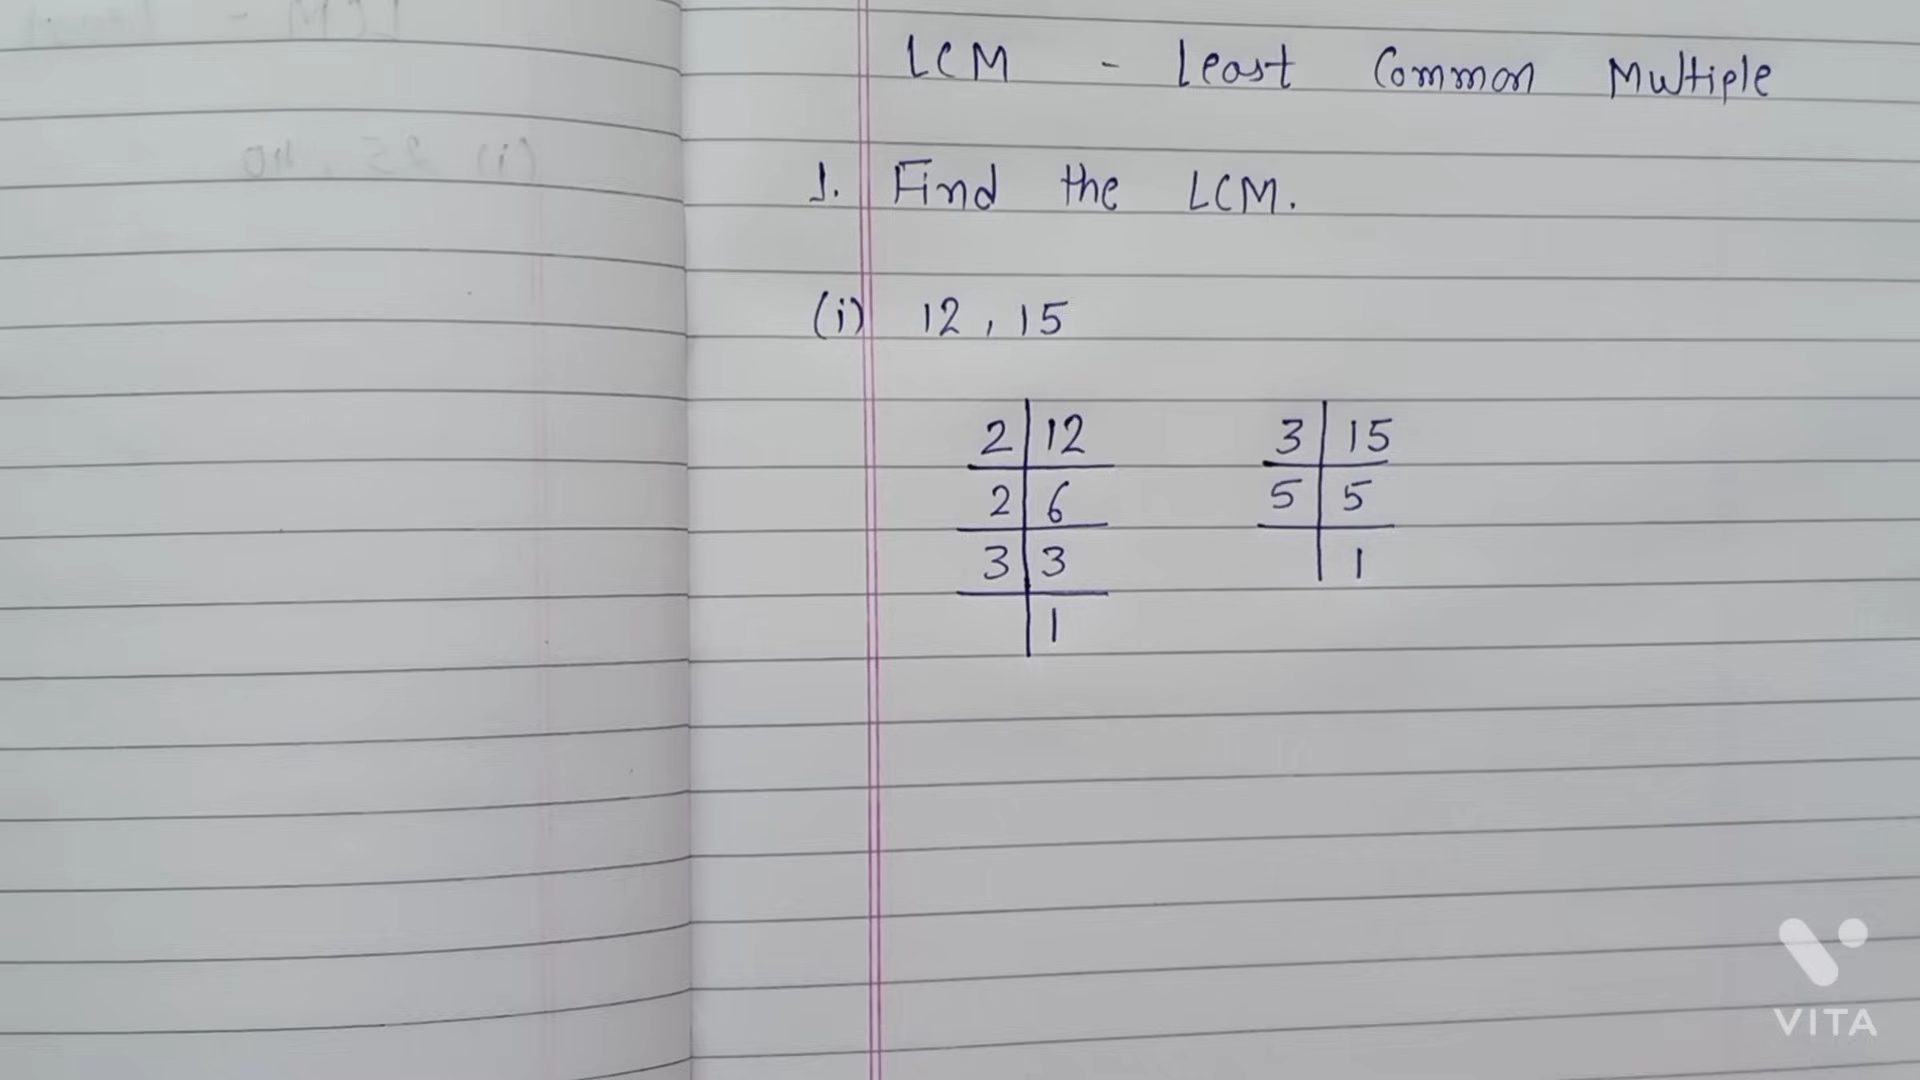 LCM - Least Common Multiple
1. Find the LCM.
(i) 12, 15
2 | 12
2 | 6
3 | 3
1
3 | 15
5 | 5
1
VITA